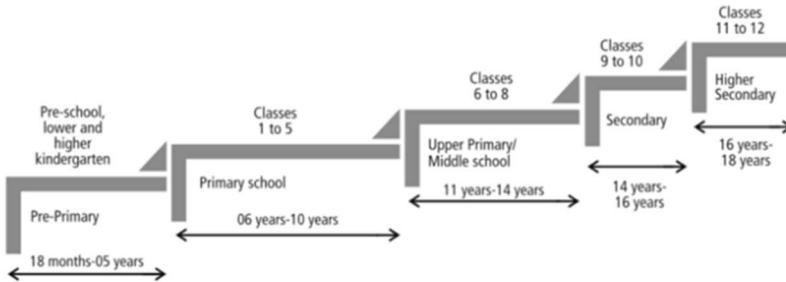 Pre-school,
lower and
higher
kindergarten
Pre-Primary
18 months-05 years
Classes
1 to 5
Primary school
06 years-10 years
Classes
6 to 8
Upper Primary/
Middle school
11 years-14 years
Classes
9 to 10
Secondary
14 years-
16 years
Classes
11 to 12
Higher
Secondary
16 years-
18 years